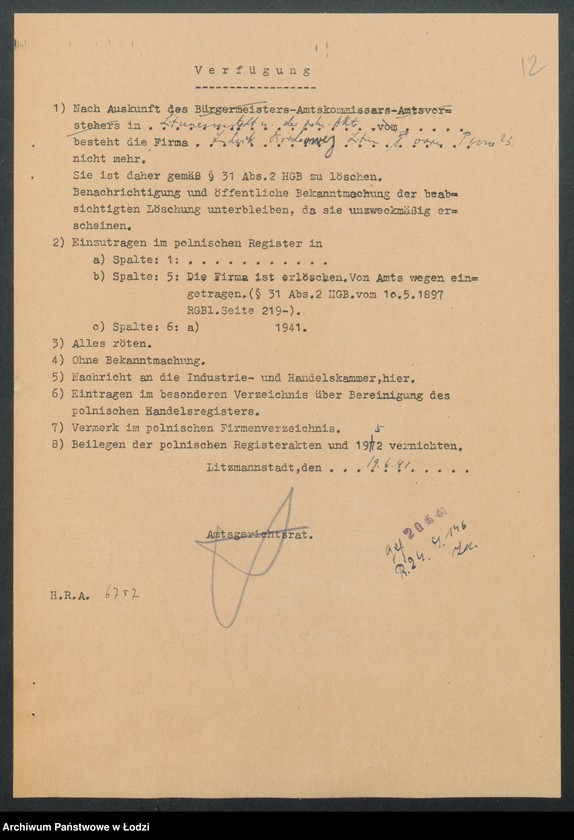 12
Verfügung
1) Nach Auskunft des Bürgermeisters-Amtskommissars-Amtsvor=
stehers in . . . . . vom . . . . .
besteht die Firma . . . . .
nicht mehr.
Sie ist daher gemäß § 31 Abs.2 HGB zu löschen.
Benachrichtigung und öffentliche Bekanntmachung der beab=
sichtigten Löschung unterbleiben, da sie unzweckmäßig er=
scheinen.
2) Einzutragen im polnischen Register in
a) Spalte: 1: . . . . . . . . . . .
b) Spalte: 5: Die Firma ist erlöschen.Von Amts wegen ein=
getragen.(§ 31 Abs.2 HGB.vom 1o.5.1897
RGBl.Seite 219-).
c) Spalte: 6: a) 1941.
3) Alles röten.
4) Ohne Bekanntmachung.
5) Nachricht an die Industrie- und Handelskammer,hier.
6) Eintragen im besonderen Verzeichnis über Bereinigung des
polnischen Handelsregisters.
7) Vermerk im polnischen Firmenverzeichnis.
8) Beilegen der polnischen Registerakten und 1952 vernichten.
Litzmannstadt,den . . . 19.6.41 . . . . .
Amtsgerichtsrat.
H.R.A. 6752
Archiwum Państwowe w Łodzi